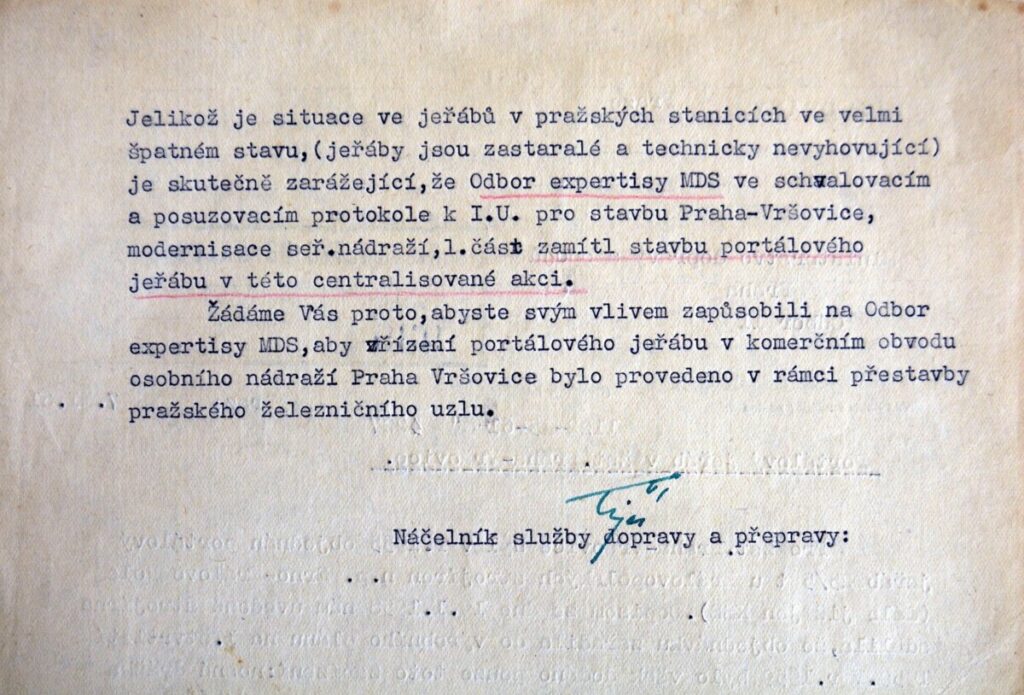 Jelikož je situace ve jeřábů v pražských stanicích ve velmi
špatném stavu,(jeřáby jsou zastaralé a technicky nevyhovující)
je skutečně zarážející,že Odbor expertisy MDS ve schvalovacím
a posuzovacím protokole k I.U. pro stavbu Praha-Vršovice,
modernisace seř.nádraží,1.část zamítl stavbu portálového
jeřábu v této centralisované akci.
Žádáme Vás proto,abyste svým vlivem zapůsobili na Odbor
expertisy MDS,aby zřízení portálového jeřábu v komerčním obvodu
osobního nádraží Praha Vršovice bylo provedeno v rámci přestavby
pražského železničního uzlu.
Náčelník služby dopravy a přepravy: